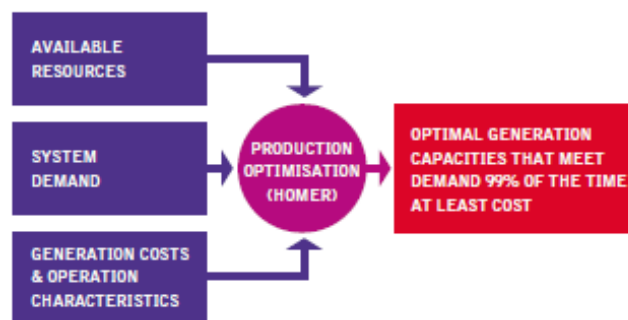 AVAILABLE
RESOURCES
SYSTEM
DEMAND
GENERATION COSTS
& OPERATION
CHARACTERISTICS
PRODUCTION
OPTIMISATION
(HOMER)
OPTIMAL GENERATION
CAPACITIES THAT MEET
DEMAND 99% OF THE TIME
AT LEAST COST